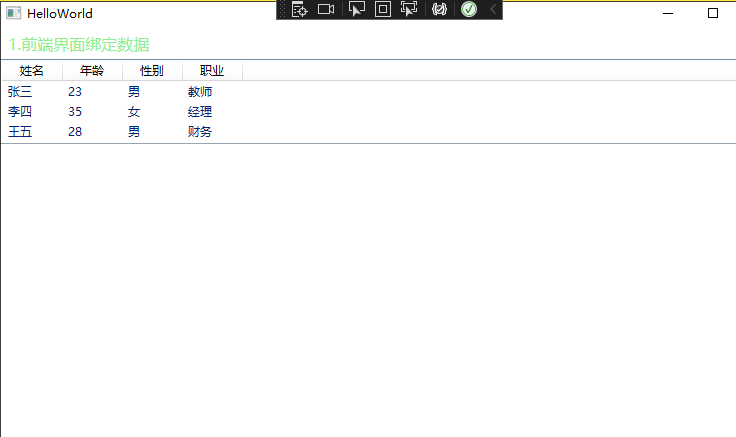 HelloWorld
1.前端界面绑定数据
姓名 年龄 性别 职业
张三 23 男 教师
李四 35 女 经理
王五 28 男 财务